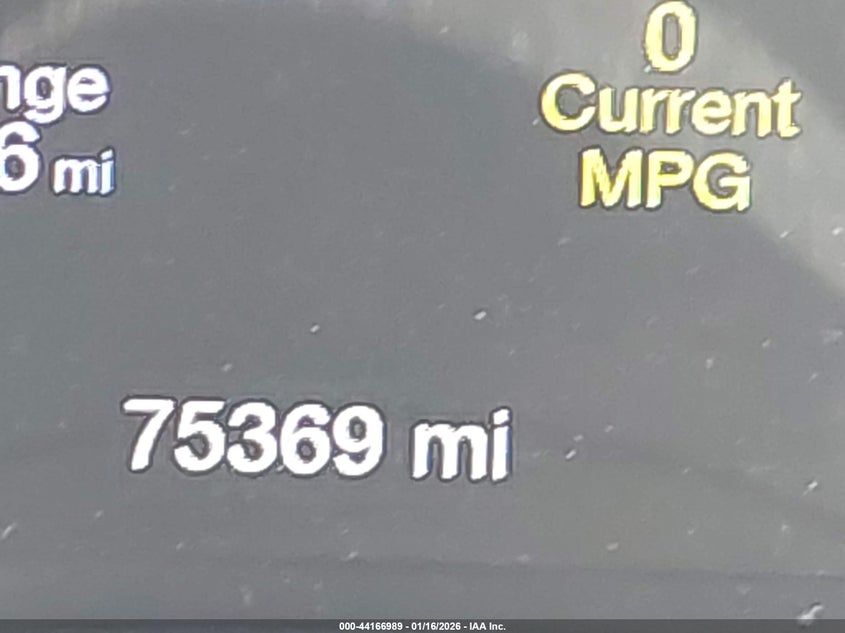 0
Current
MPG
nge
6 mi
75369 mi
000-44166989 - 01/16/2026 - IAA Inc.